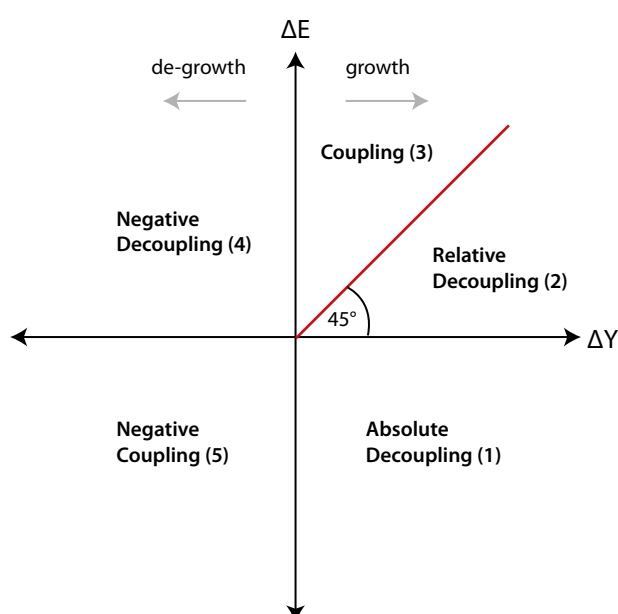 ΔE
de-growth
growth
Coupling (3)
Negative
Decoupling (4)
Relative
Decoupling (2)
45°
ΔY
Negative
Coupling (5)
Absolute
Decoupling (1)